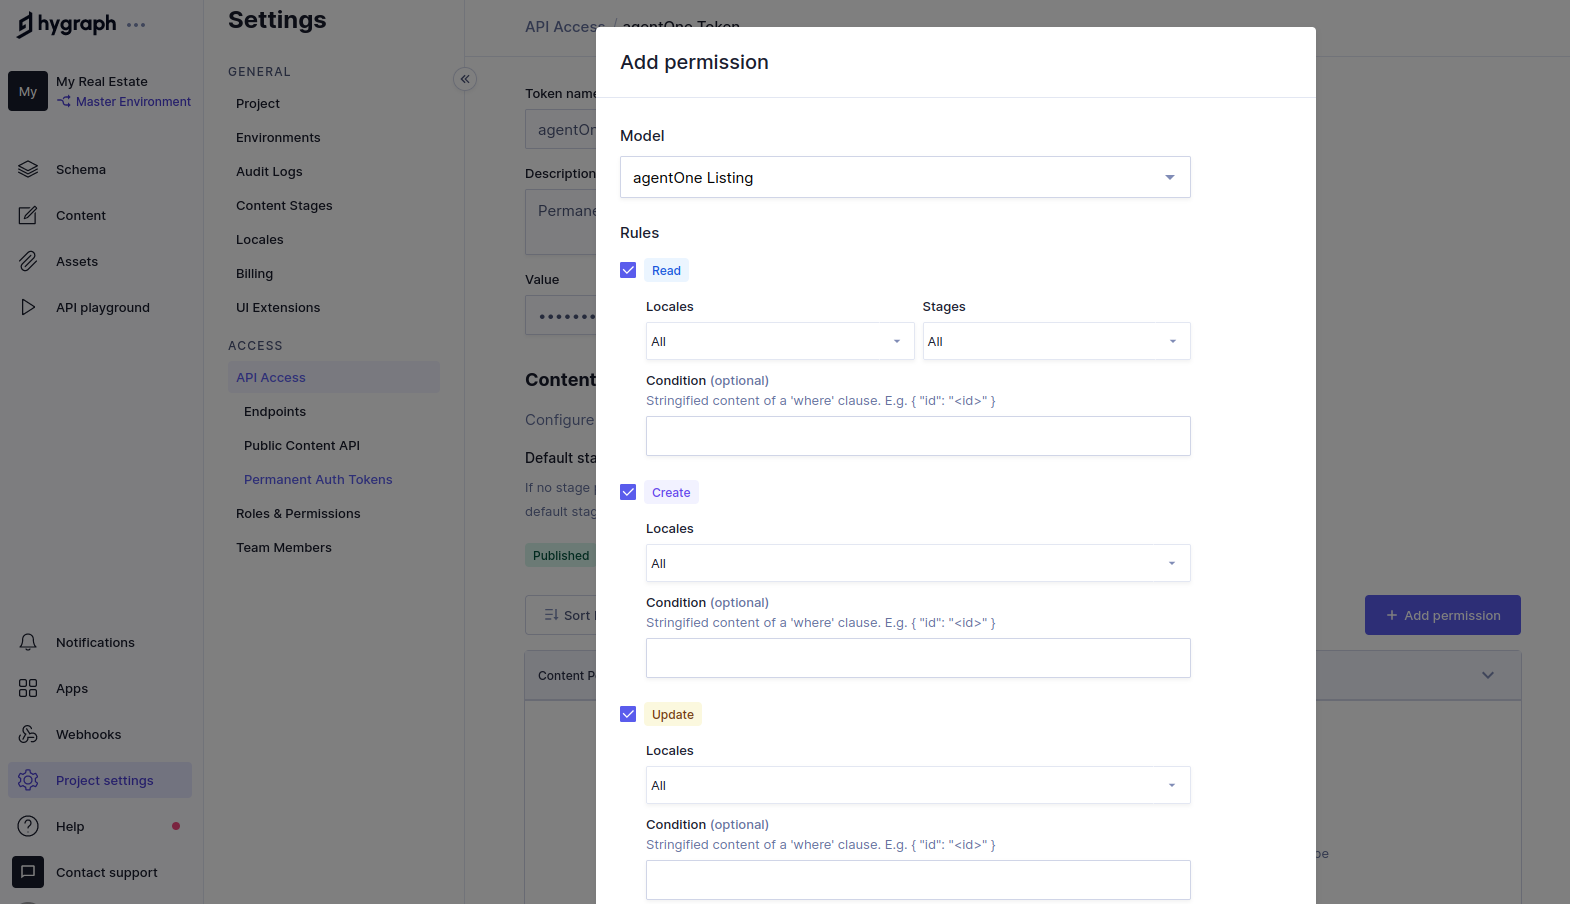 hygraph
My
My Real Estate
Master Environment
Schema
Content
Assets
API playground
Notifications
Apps
Webhooks
Project settings
Help
Contact support
Settings
GENERAL
Project
Environments
Audit Logs
Content Stages
Locales
Billing
UI Extensions
ACCESS
API Access
Endpoints
Public Content API
Permanent Auth Tokens
Roles & Permissions
Team Members
API Access / agentOne Token
Token name
agentOn
Description
Permane
Value
Content
Configure
Default sta
If no stage
default stag
Published
Sort
Add permission
Content P
be
Add permission
Model
agentOne Listing
Rules
Read
Locales
Stages
All
All
Condition (optional)
Stringified content of a 'where' clause. E.g. { "id": "<id>" }
Create
Locales
All
Condition (optional)
Stringified content of a 'where' clause. E.g. { "id": "<id>" }
Update
Locales
All
Condition (optional)
Stringified content of a 'where' clause. E.g. { "id": "<id>" }